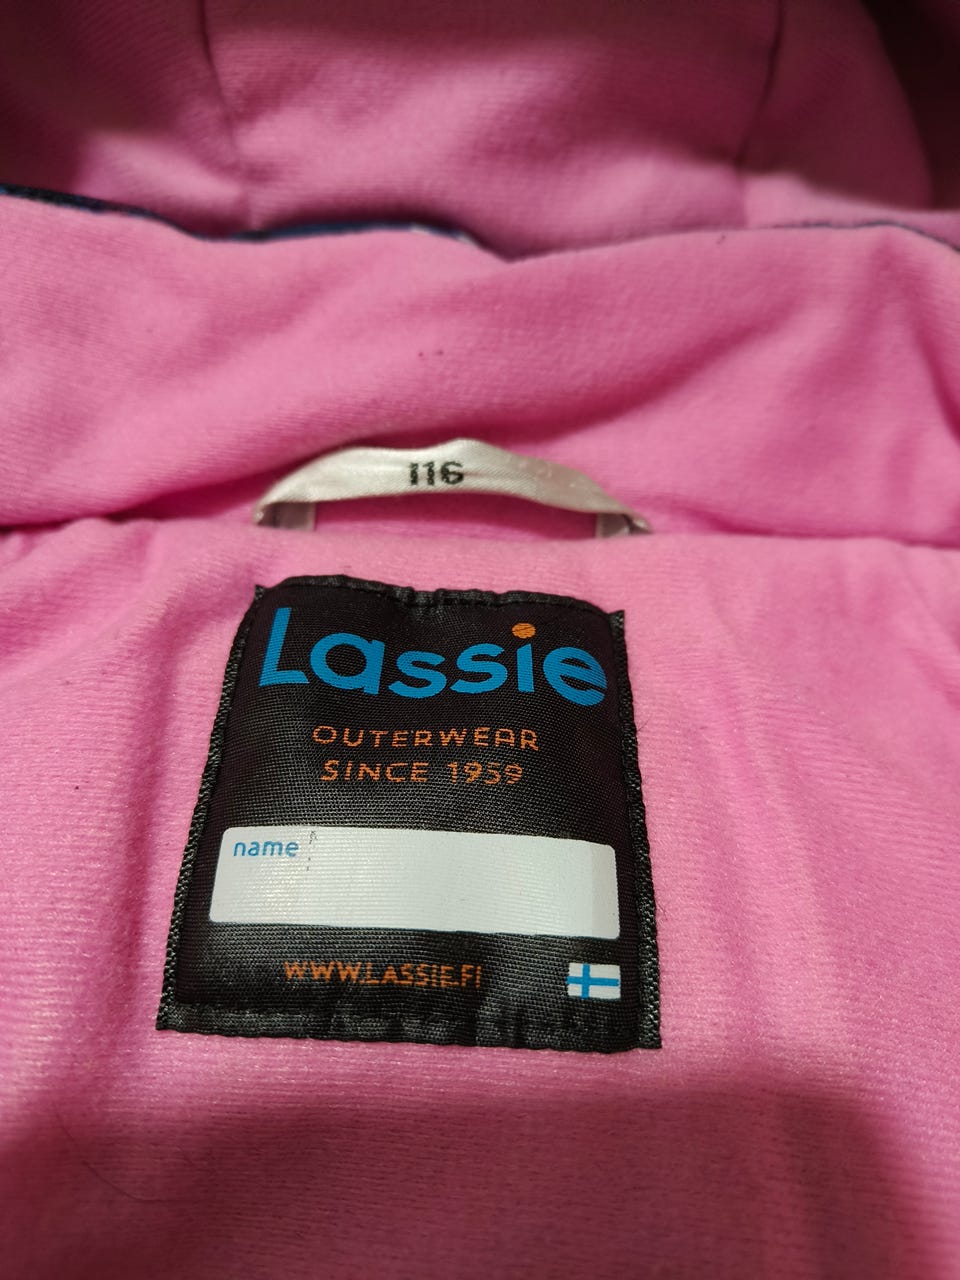 116
Lassie
OUTERWEAR
SINCE 1959
name
WWW.LASSIE.FI